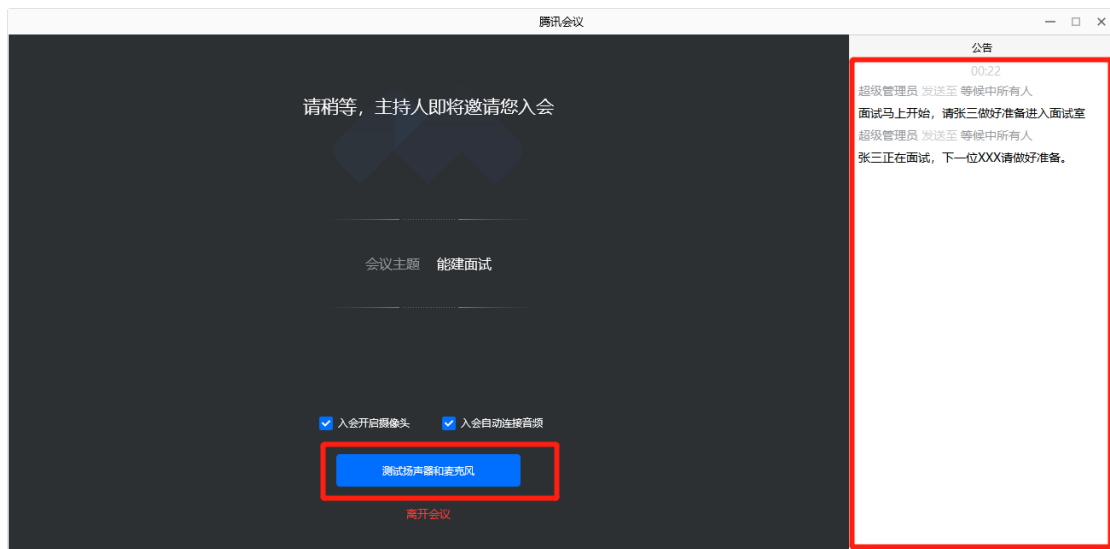 腾讯会议
公告
00:22
超级管理员 发送至 等候中所有人
面试马上开始，请张三做好准备进入面试室
超级管理员 发送至 等候中所有人
张三正在面试，下一位XXX请做好准备。
请稍等，主持人即将邀请您入会
会议主题 能建面试
入会开启摄像头 入会自动连接音频
测试扬声器和麦克风
离开会议